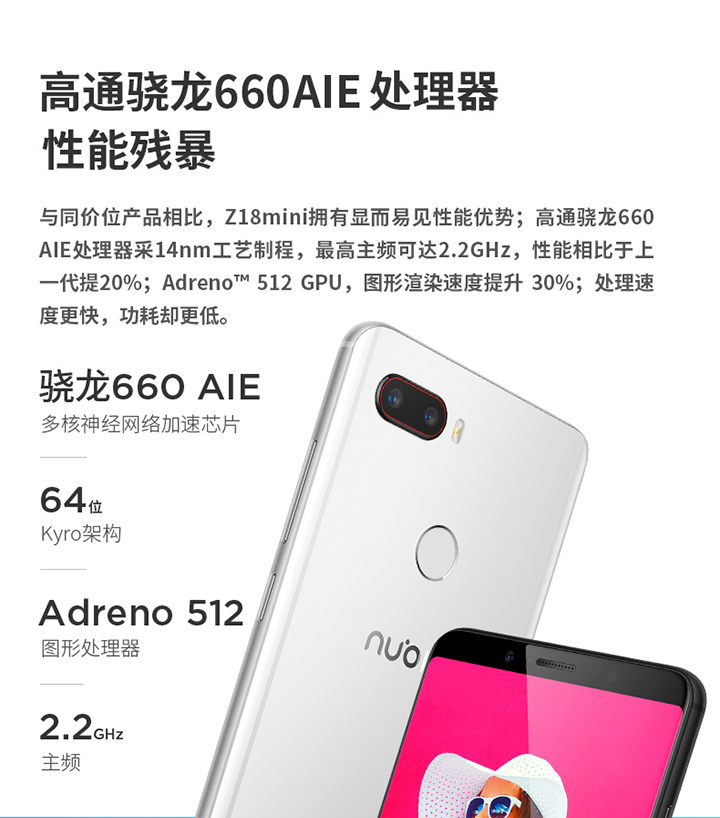 高通骁龙660AIE 处理器
性能残暴
与同价位产品相比，Z18mini拥有显而易见性能优势；高通骁龙660
AIE处理器采14nm工艺制程，最高主频可达2.2GHz，性能相比于上
一代提20%；Adreno™ 512 GPU，图形渲染速度提升 30%；处理速
度更快，功耗却更低。
骁龙660 AIE
多核神经网络加速芯片
64位
Kyro架构
Adreno 512
图形处理器
2.2GHz
主频
nub